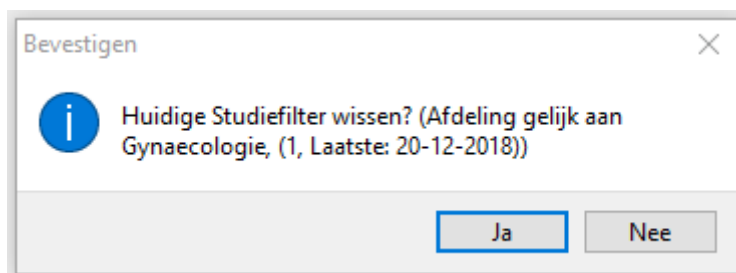 Bevestigen
Huidige Studiefilter wissen? (Afdeling gelijk aan
Gynaecologie, (1, Laatste: 20-12-2018))
Ja
Nee